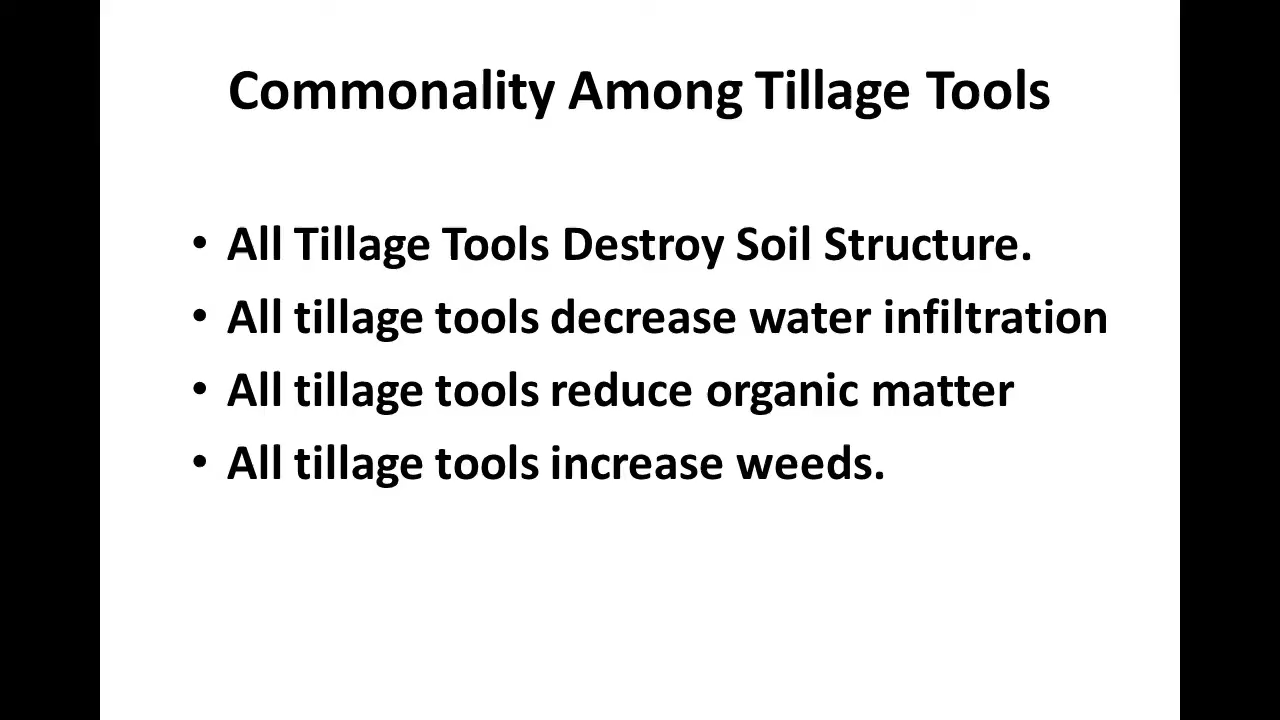 Commonality Among Tillage Tools
• All Tillage Tools Destroy Soil Structure.
• All tillage tools decrease water infiltration
• All tillage tools reduce organic matter
• All tillage tools increase weeds.